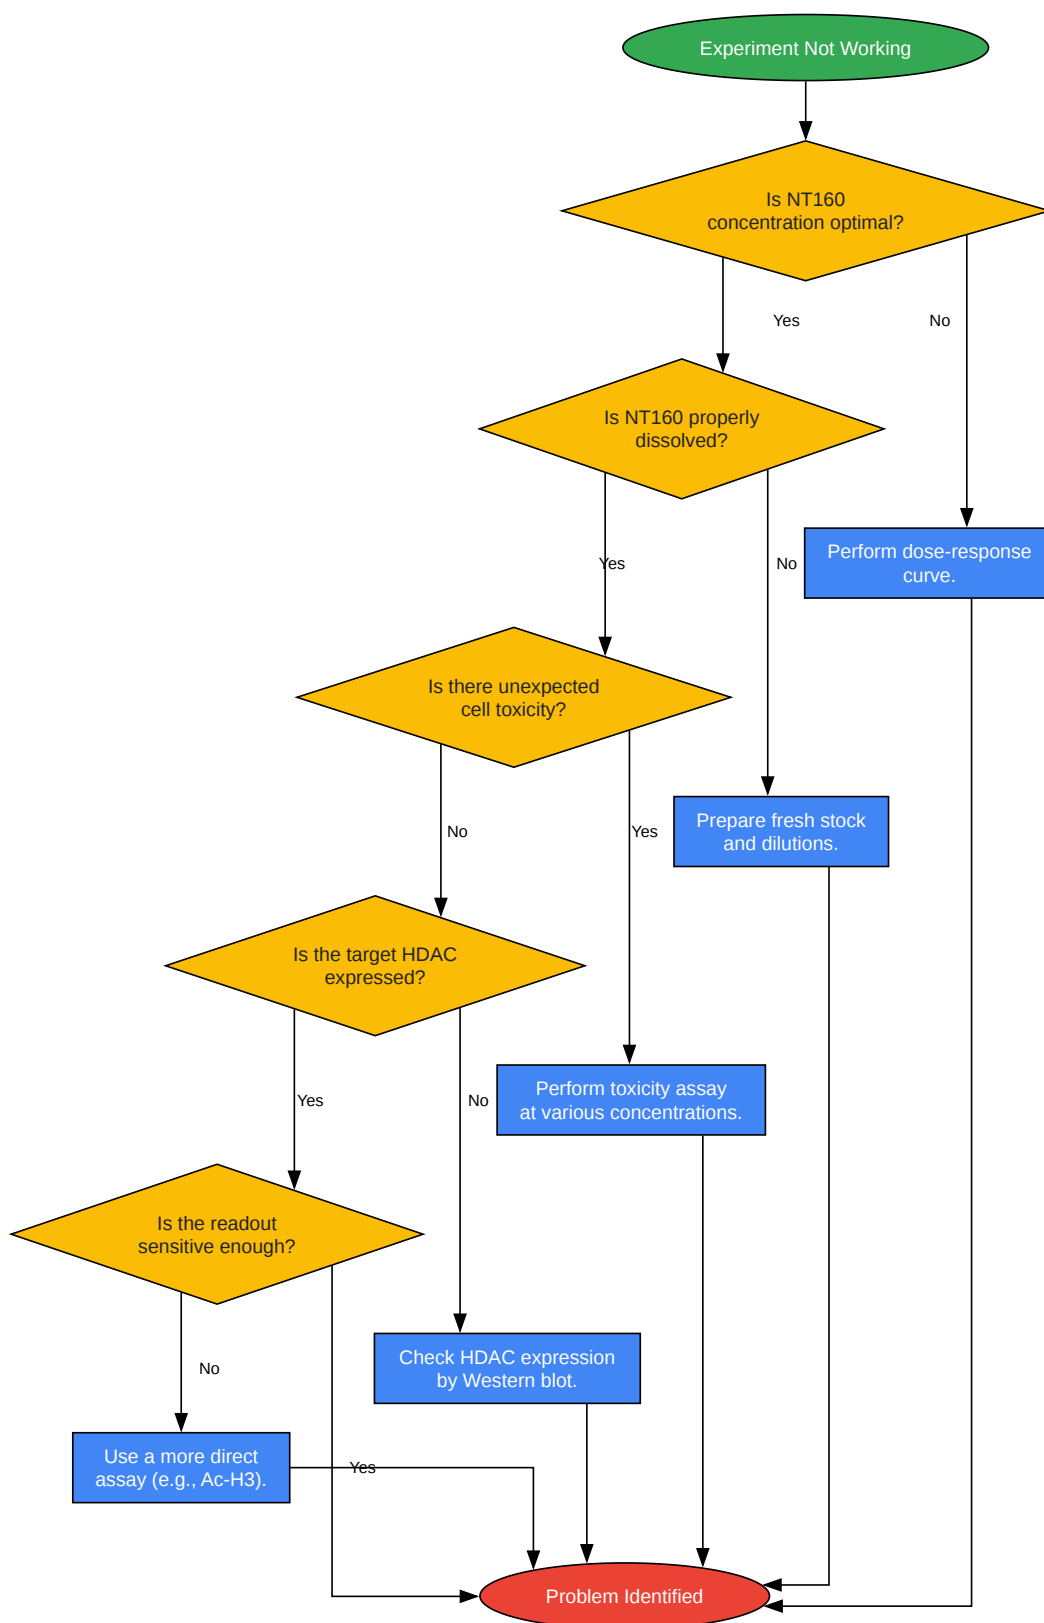 Experiment Not Working
Is NT160
concentration optimal?
Yes
No
Is NT160 properly
dissolved?
Yes
No
Perform dose-response
curve.
Is there unexpected
cell toxicity?
No
Yes
Prepare fresh stock
and dilutions.
Is the target HDAC
expressed?
Yes
No
Perform toxicity assay
at various concentrations.
Is the readout
sensitive enough?
No
Check HDAC expression
by Western blot.
Use a more direct
assay (e.g., Ac-H3).
Yes
Problem Identified